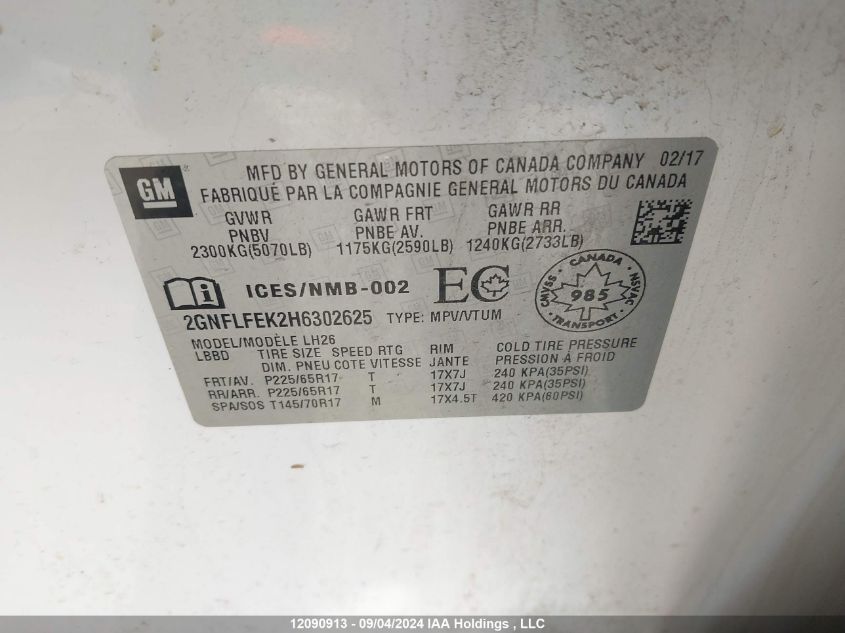 GM
MFD BY GENERAL MOTORS OF CANADA COMPANY 02/17
FABRIQUÉ PAR LA COMPAGNIE GENERAL MOTORS DU CANADA
GVWR GAWR FRT GAWR RR
PNBV PNBE AV. PNBE ARR.
2300KG(5070LB) 1175KG(2590LB) 1240KG(2733LB)
ICES/NMB-002 EC
CANADA
SSVNC 985 NSVAC
TRANSPORT
2GNFLFEK2H6302625 TYPE: MPV/VTUM
MODEL/MODÈLE LH26
LBBD TIRE SIZE SPEED RTG RIM COLD TIRE PRESSURE
DIM. PNEU COTE VITESSE JANTE PRESSION A FROID
FRT/AV. P225/65R17 T 17X7J 240 KPA(35PSI)
RR/ARR. P225/65R17 T 17X7J 240 KPA(35PSI)
SPA/SOS T145/70R17 M 17X4.5T 420 KPA(60PSI)
12090913 - 09/04/2024 IAA Holdings , LLC